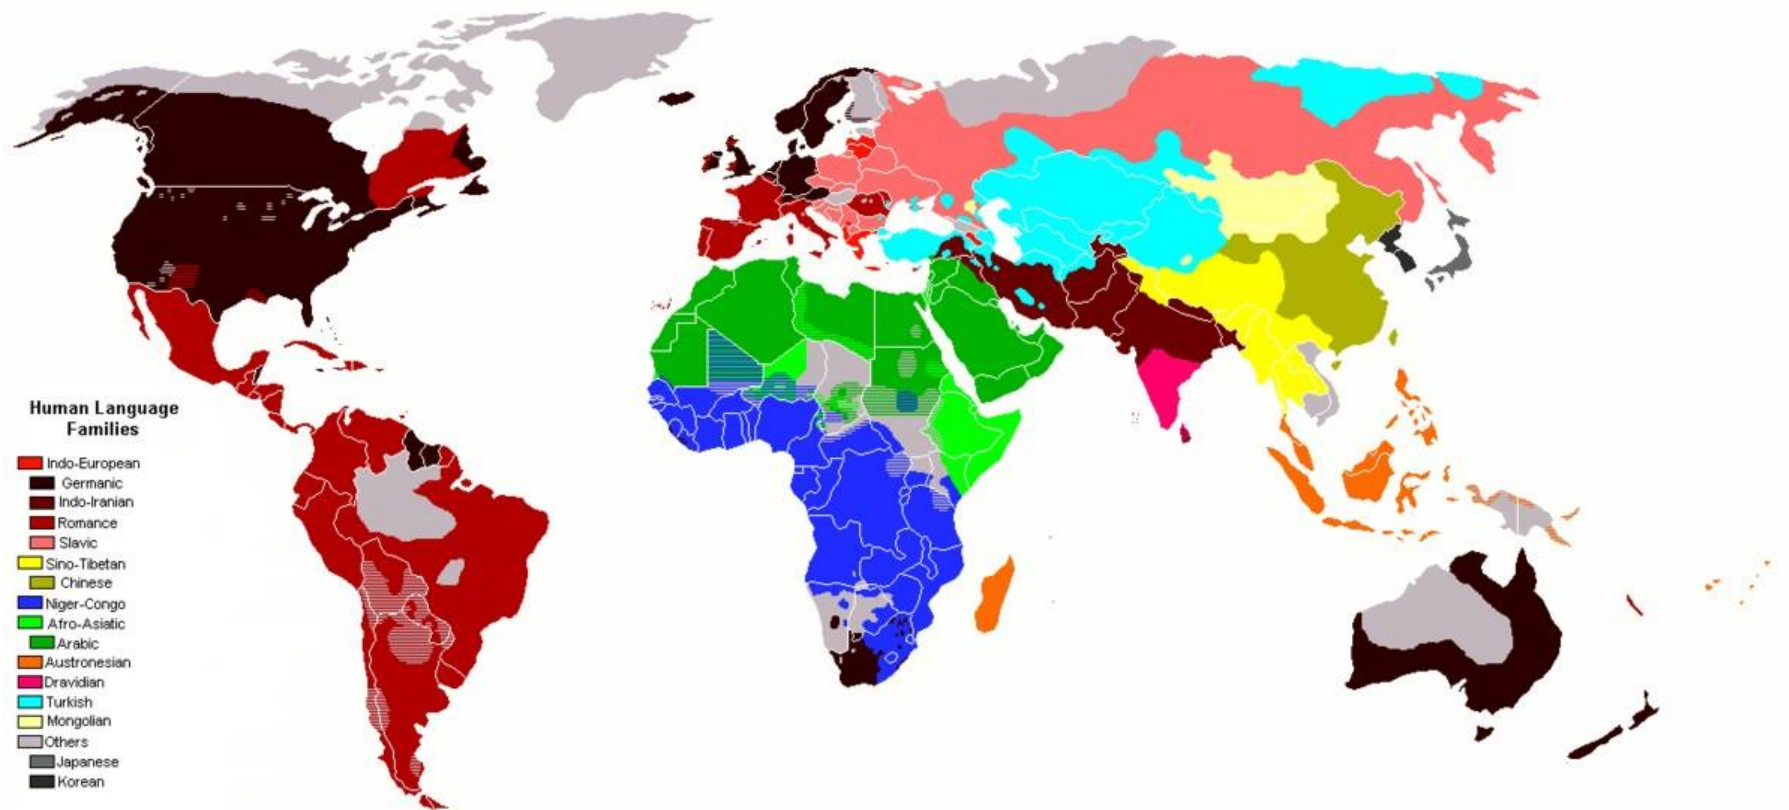 Human Language
Families
Indo-European
Germanic
Indo-Iranian
Romance
Slavic
Sino-Tibetan
Chinese
Niger-Congo
Afro-Asiatic
Arabic
Austronesian
Dravidian
Turkish
Mongolian
Others
Japanese
Korean